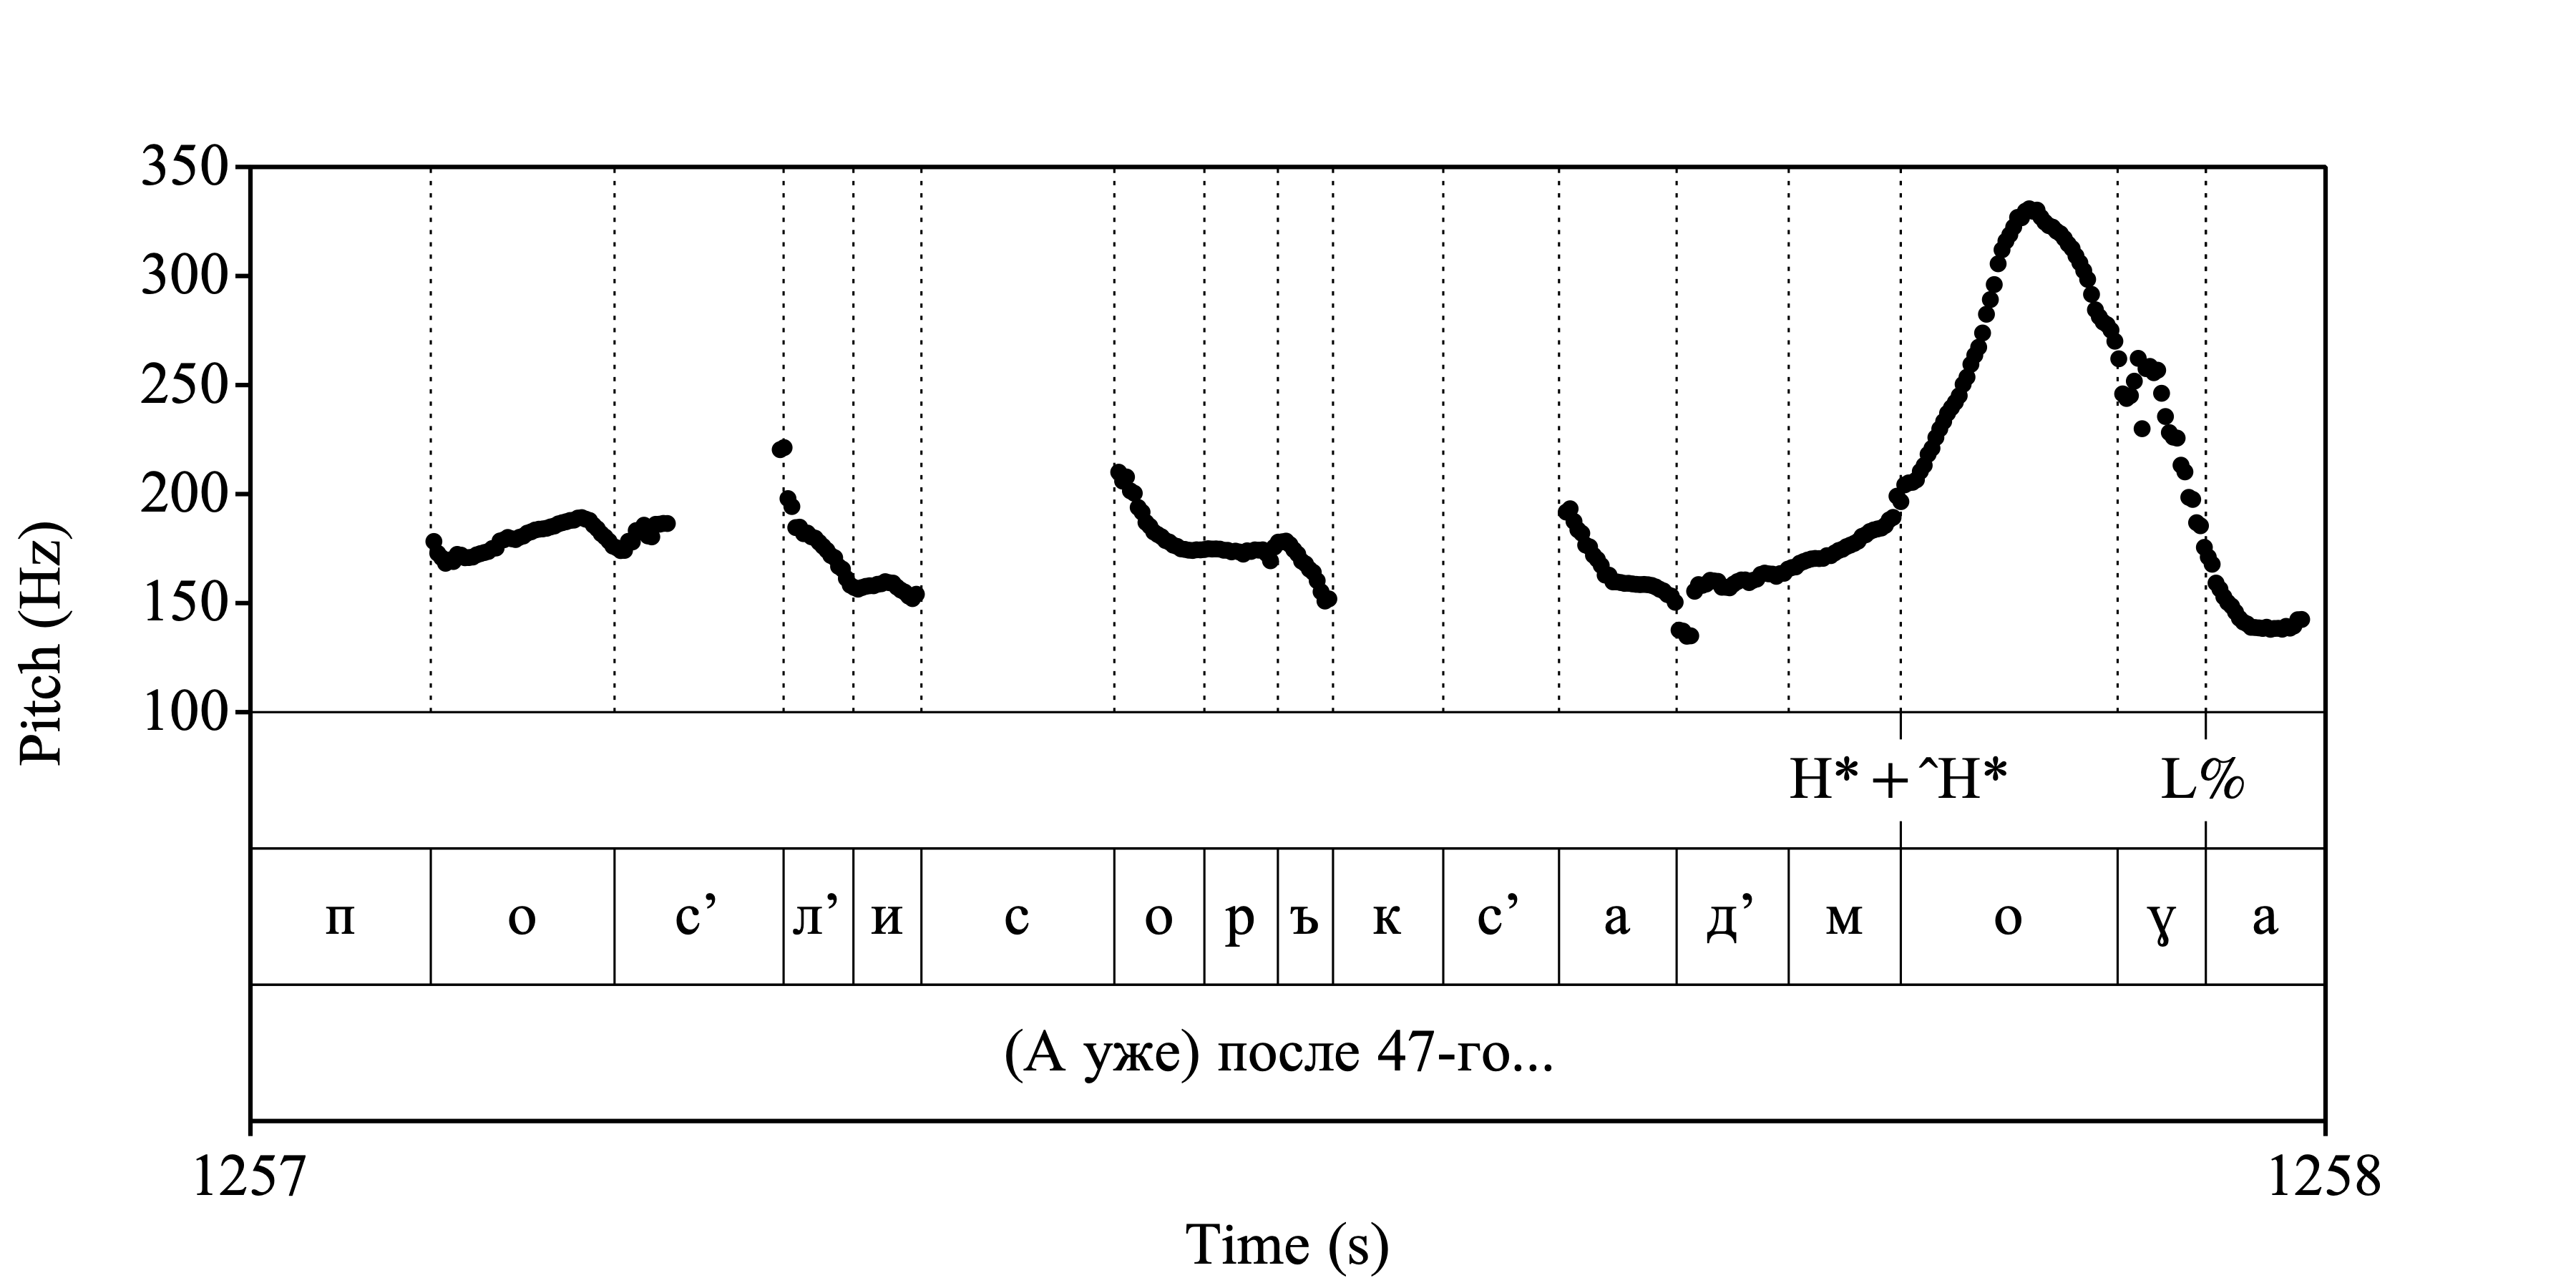 350
300
250
200
150
100
Pitch (Hz)
H* + ^H* L%
п о с’ л’ и с о р ъ к с’ а д’ м о ɣ а
(А уже) после 47-го...
1257 1258
Time (s)